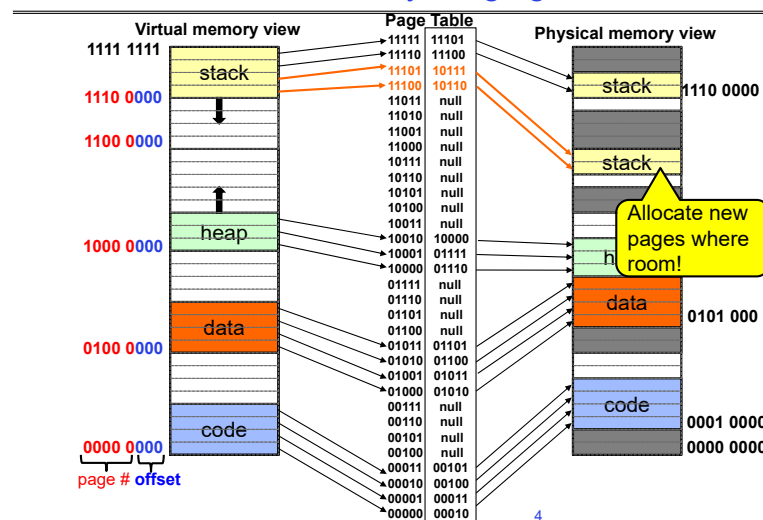 Virtual memory view
1111 1111
stack
1110 0000
1100 0000
heap
1000 0000
data
0100 0000
code
0000 0000
page # offset
Page Table
11111 11101
11110 11100
11101 10111
11100 10110
11011 null
11010 null
11001 null
11000 null
10111 null
10110 null
10101 null
10100 null
10011 null
10010 10000
10001 01111
10000 01110
01111 null
01110 null
01101 null
01100 null
01011 01101
01010 01100
01001 01011
01000 01010
00111 null
00110 null
00101 null
00100 null
00011 00101
00010 00100
00001 00011
00000 00010
Physical memory view
stack
1110 0000
stack
Allocate new
pages where
room!
data
0101 000
code
0001 0000
0000 0000
4